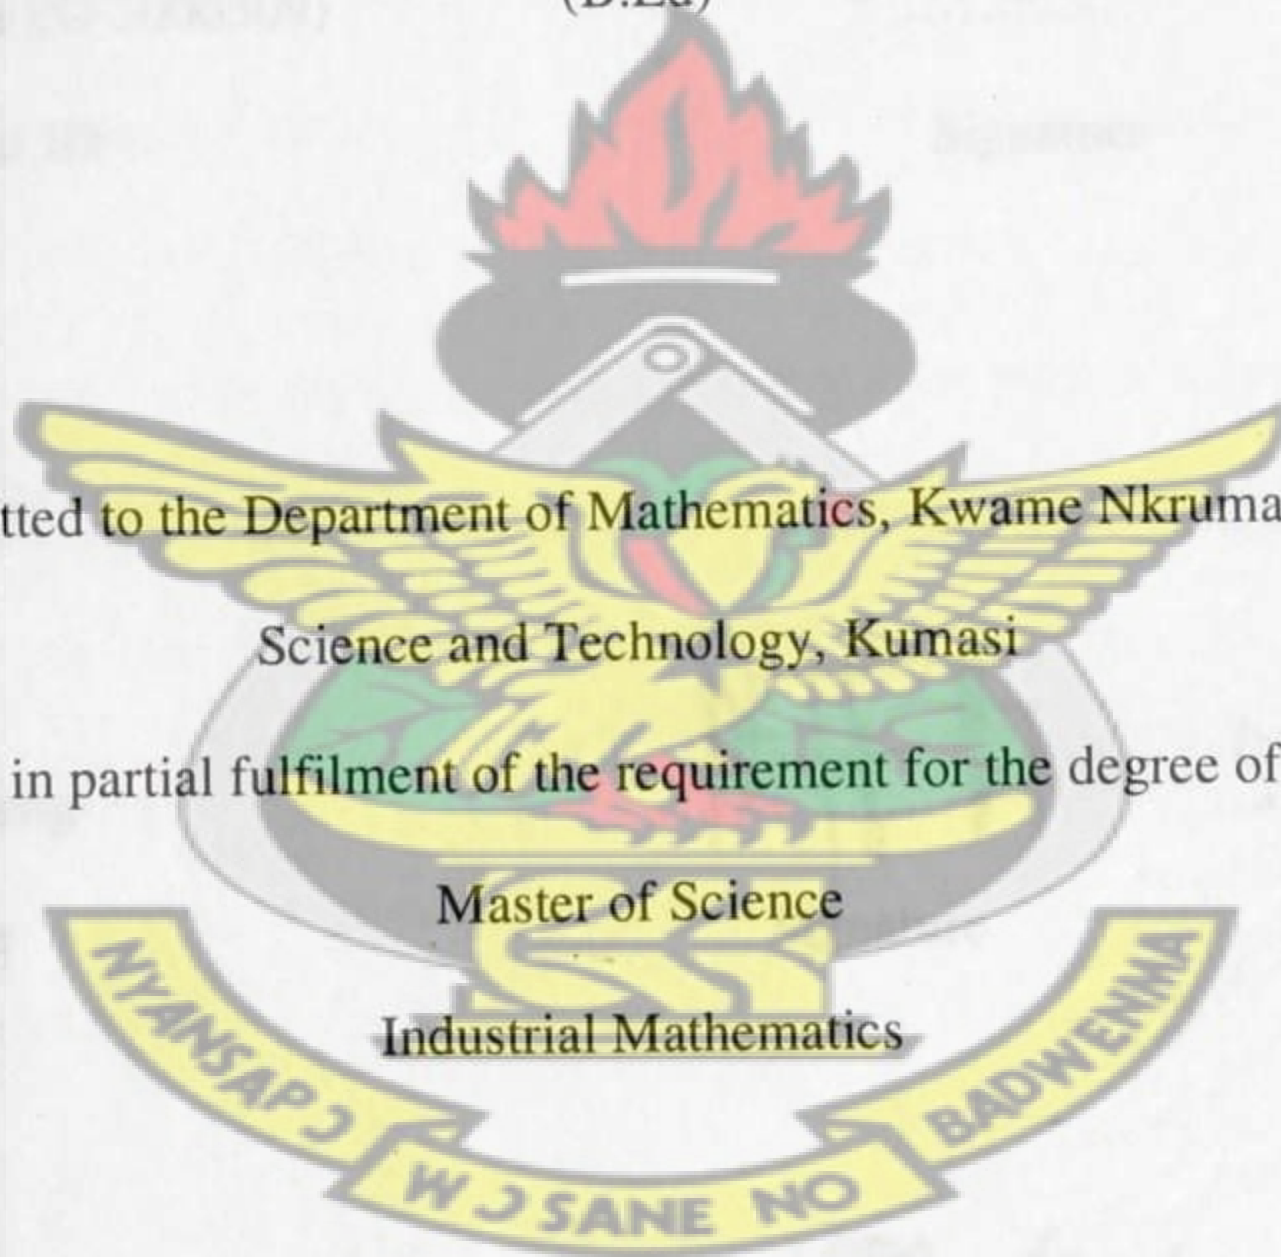 tted to the Department of Mathematics, Kwame Nkruma
Science and Technology, Kumasi
in partial fulfilment of the requirement for the degree of
Master of Science
Industrial Mathematics
NYANSAPƆ
WƆSANE NO
BADWENMA